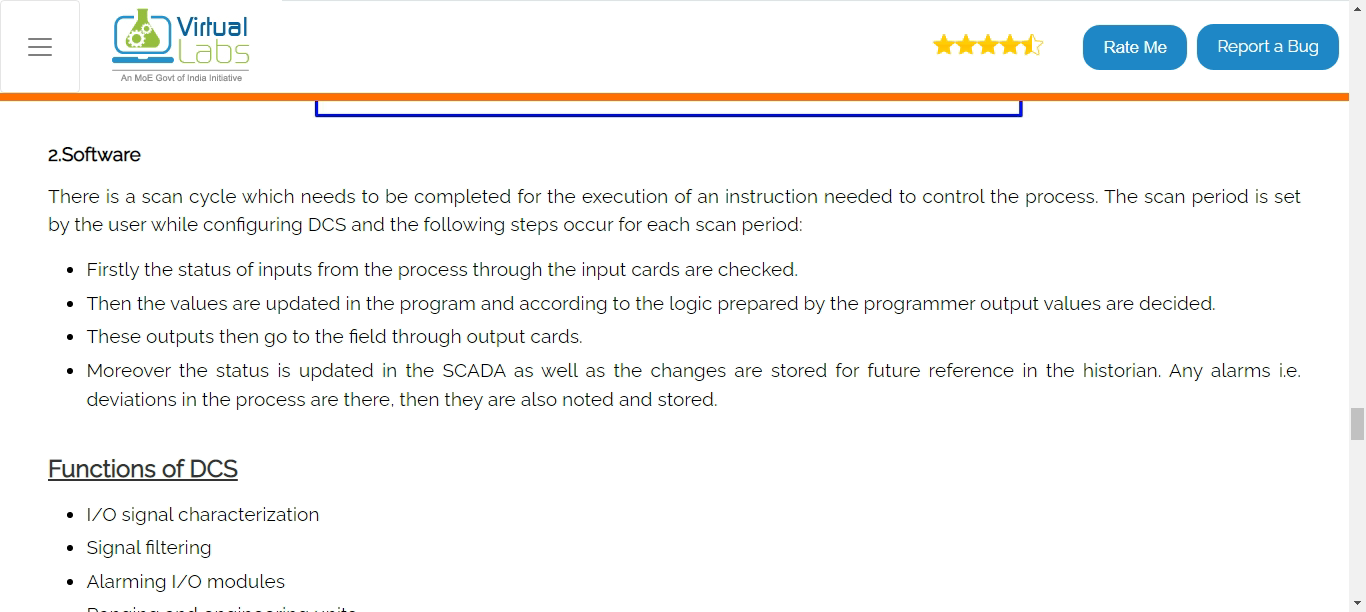 Virtual
Labs
An MoE Govt of India Initiative
Rate Me
Report a Bug
2.Software
There is a scan cycle which needs to be completed for the execution of an instruction needed to control the process. The scan period is set
by the user while configuring DCS and the following steps occur for each scan period:
Firstly the status of inputs from the process through the input cards are checked.
Then the values are updated in the program and according to the logic prepared by the programmer output values are decided.
These outputs then go to the field through output cards.
Moreover the status is updated in the SCADA as well as the changes are stored for future reference in the historian. Any alarms i.e.
deviations in the process are there, then they are also noted and stored.
Functions of DCS
I/O signal characterization
Signal filtering
Alarming I/O modules
Ranging and engineering units